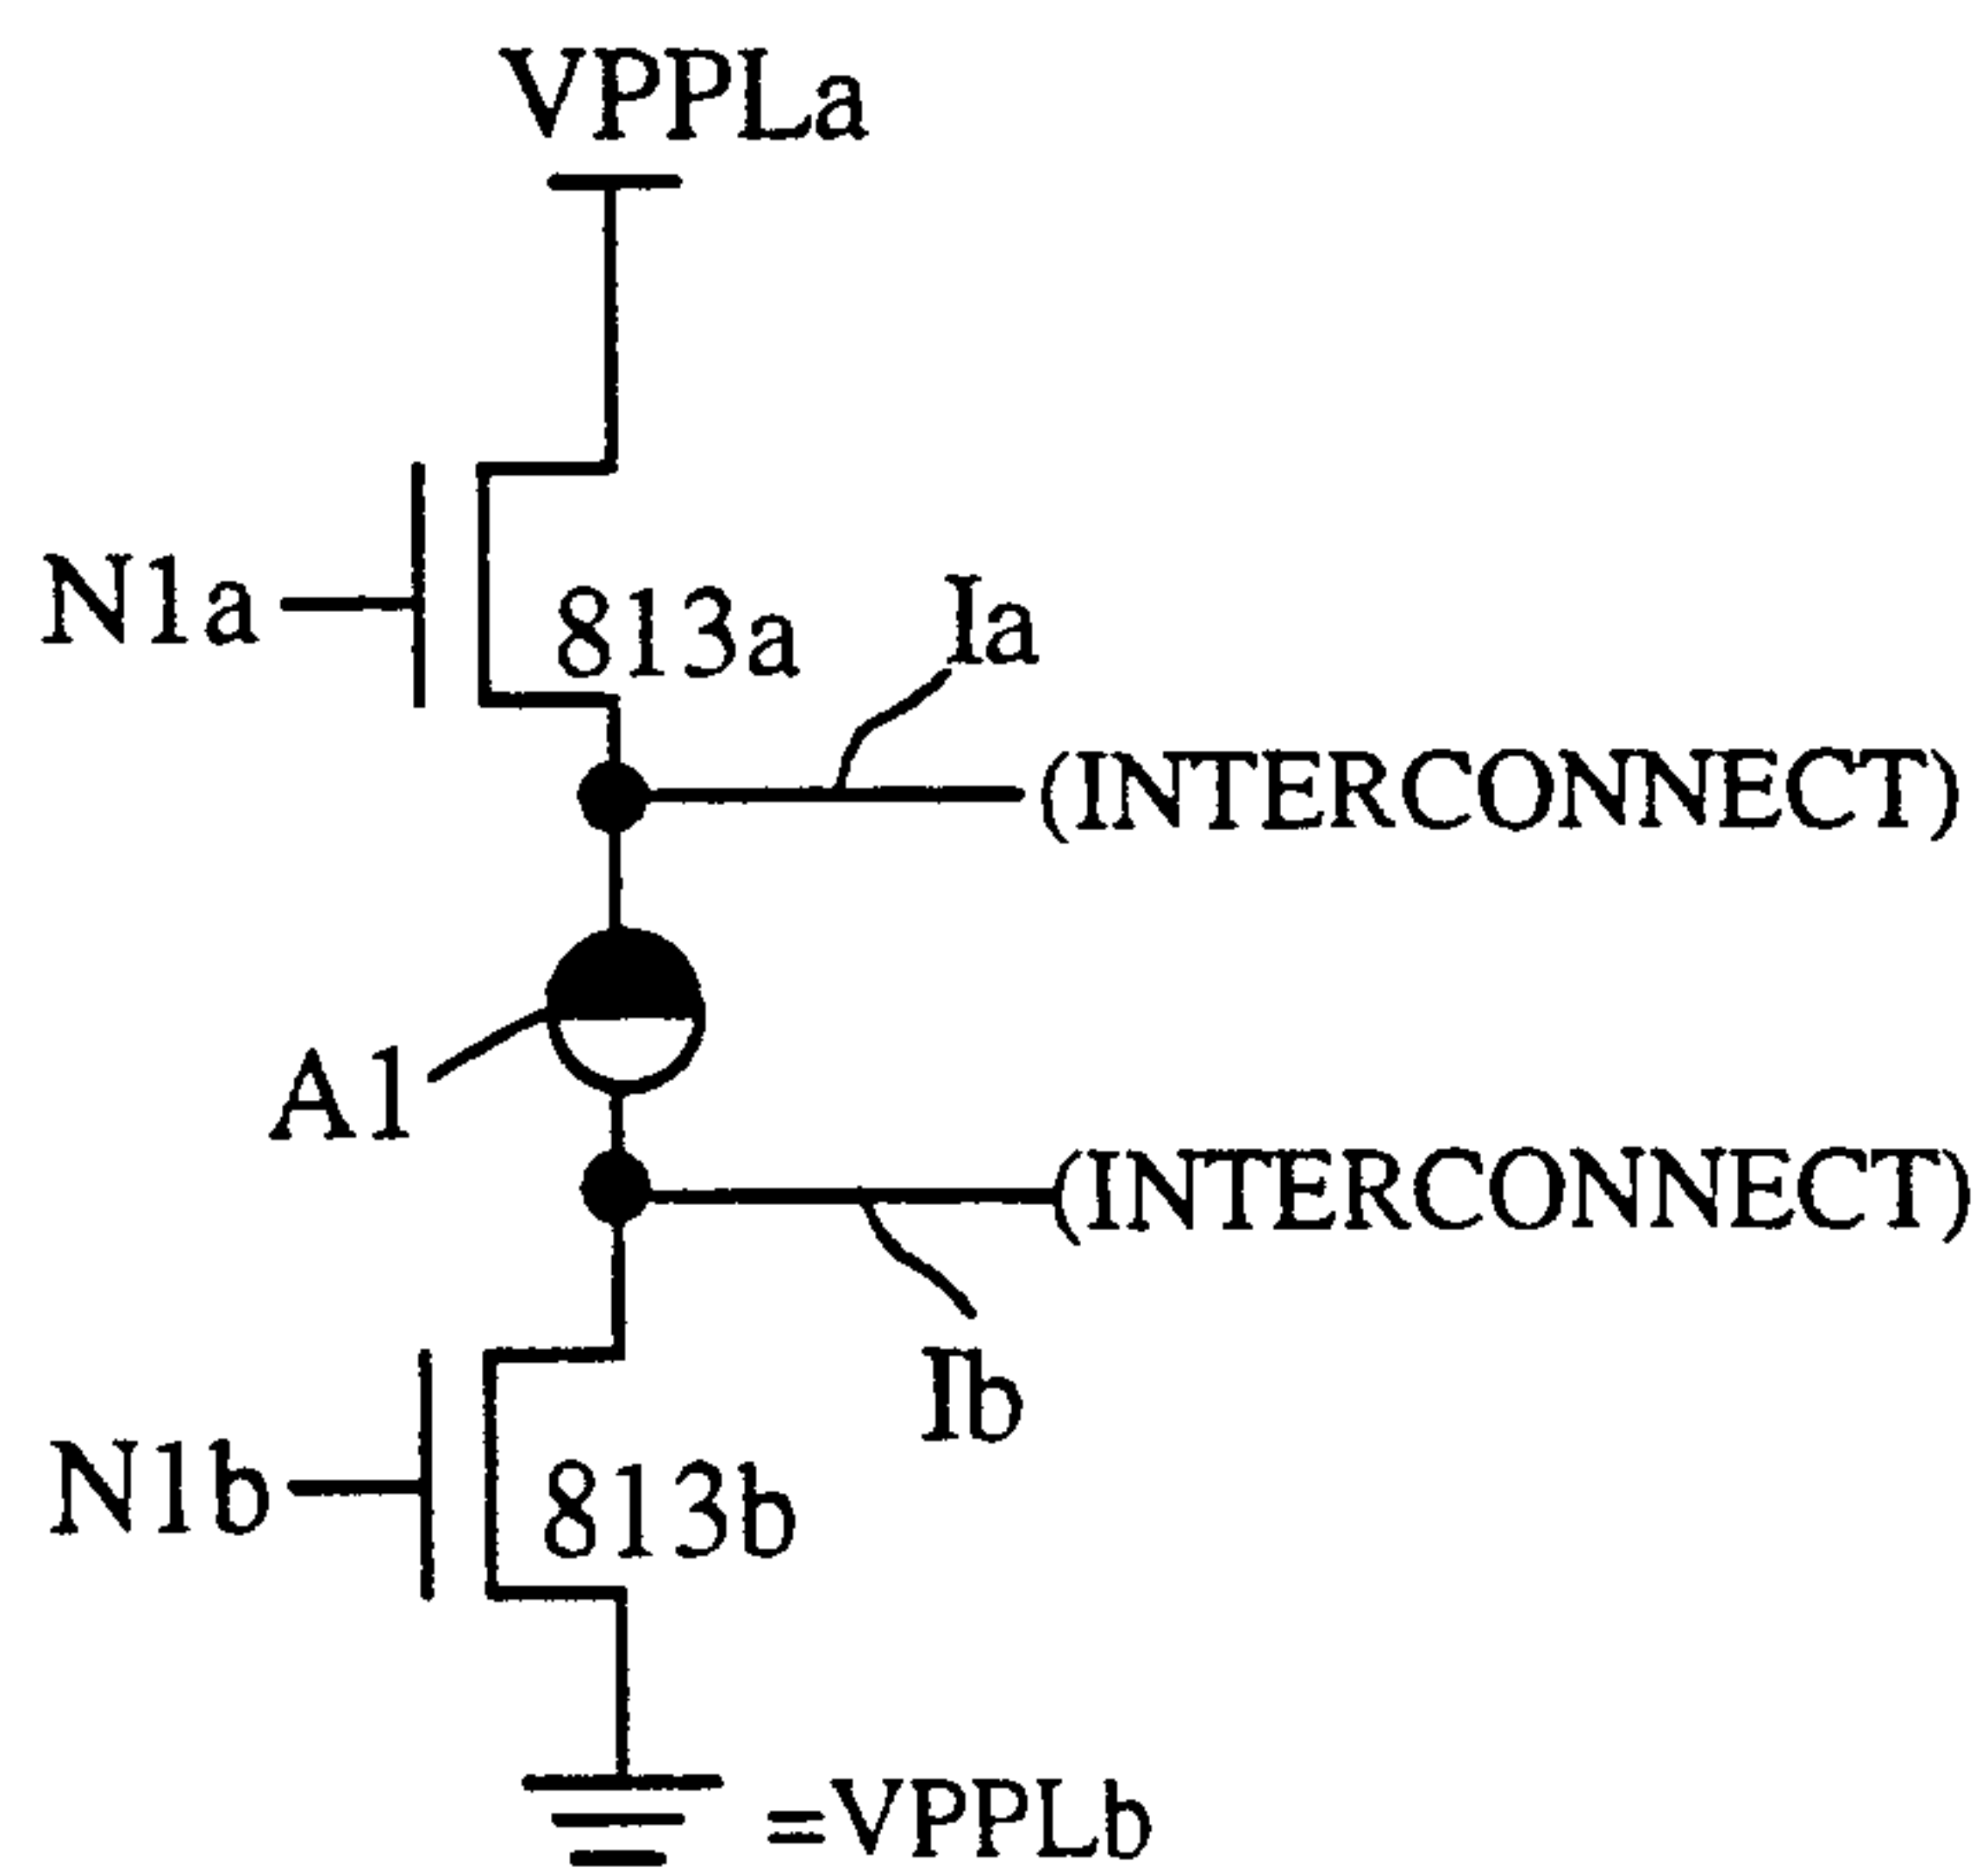 VPPLa
N1a
813a
Ia
(INTERCONNECT)
A1
(INTERCONNECT)
Ib
N1b
813b
=VPPLb